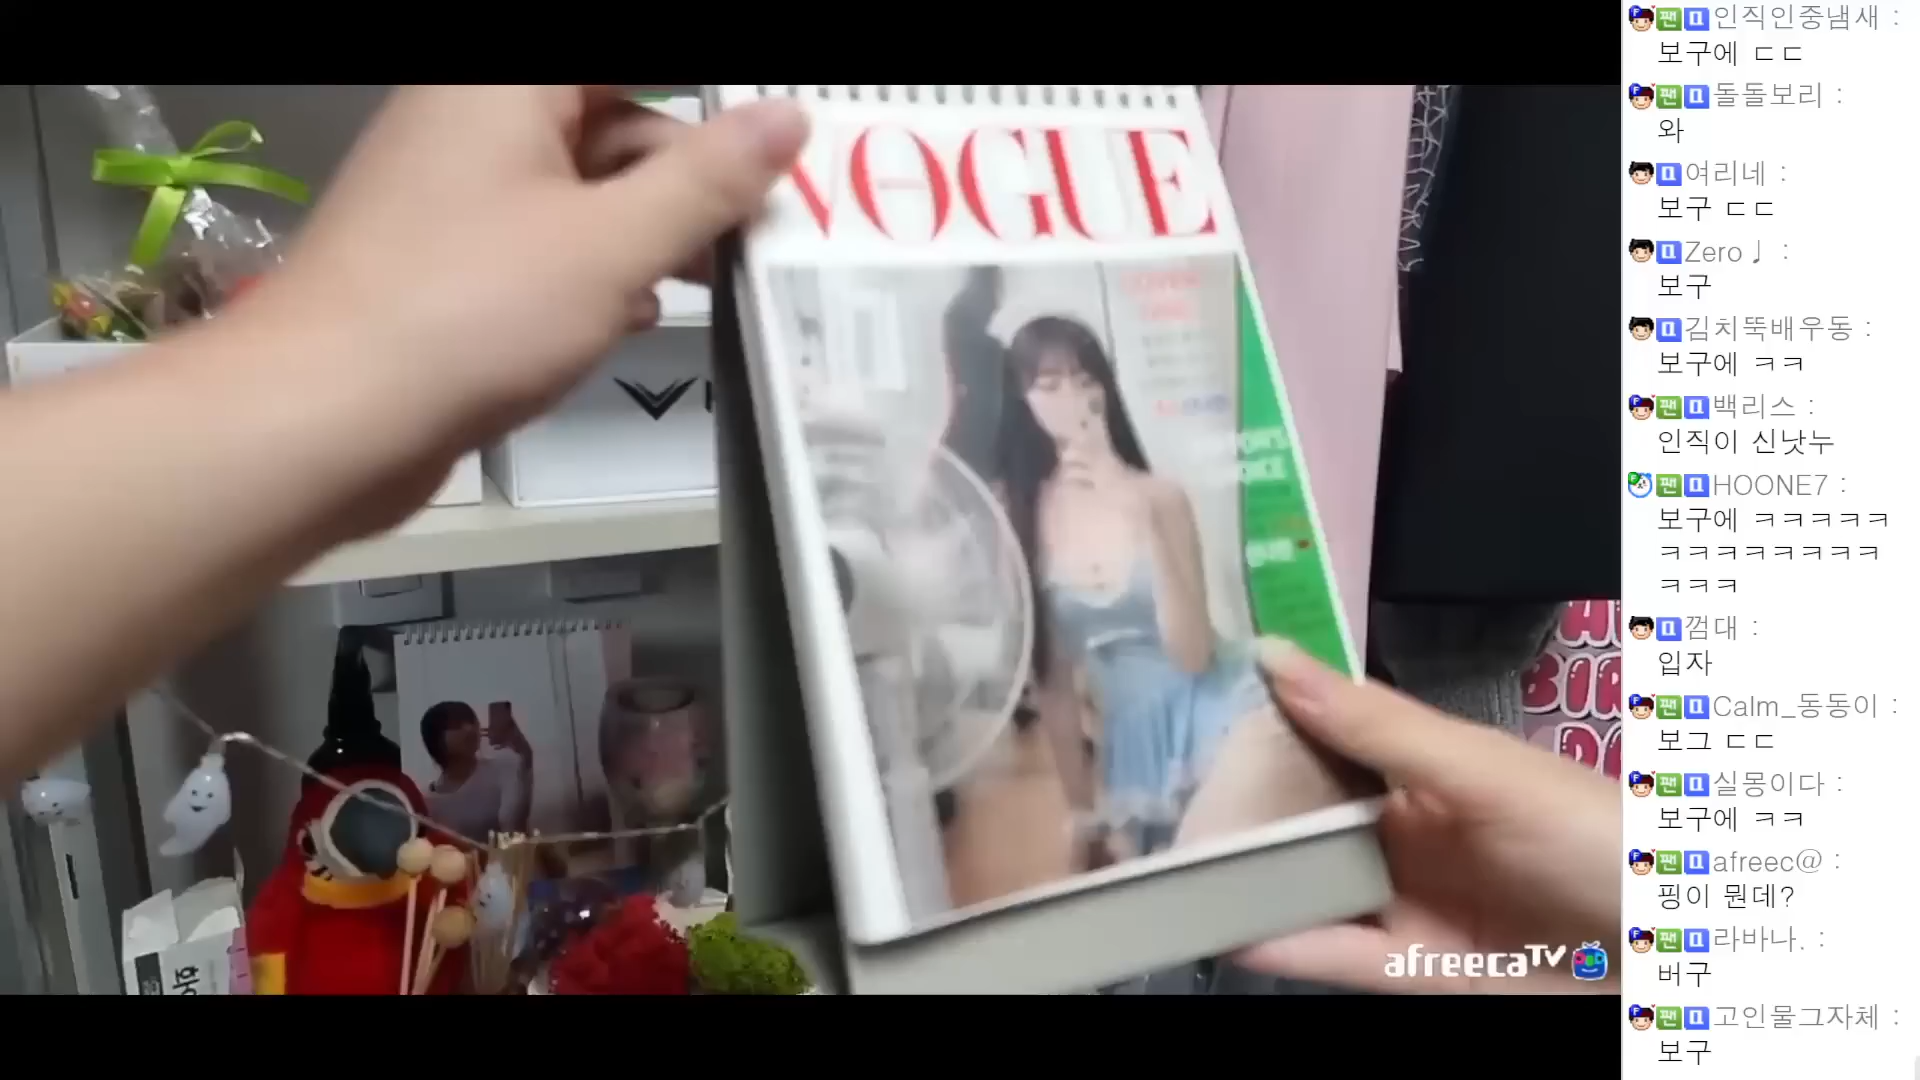 VOGUE
afreecaTV
인직인중냄새 :
보구에 ㄷㄷ
돌돌보리 :
와
여리네 :
보구 ㄷㄷ
Zero♩ :
보구
김치뚝배우동 :
보구에 ㅋㅋ
백리스 :
인직이 신낫누
HOONE7 :
보구에 ㅋㅋㅋㅋㅋ
ㅋㅋㅋㅋㅋㅋㅋㅋ
ㅋㅋㅋ
껌대 :
입자
Calm_동동이 :
보그 ㄷㄷ
실몽이다 :
보구에 ㅋㅋ
afreec@ :
핑이 뭔데?
라바나. :
버구
고인물그자체 :
보구